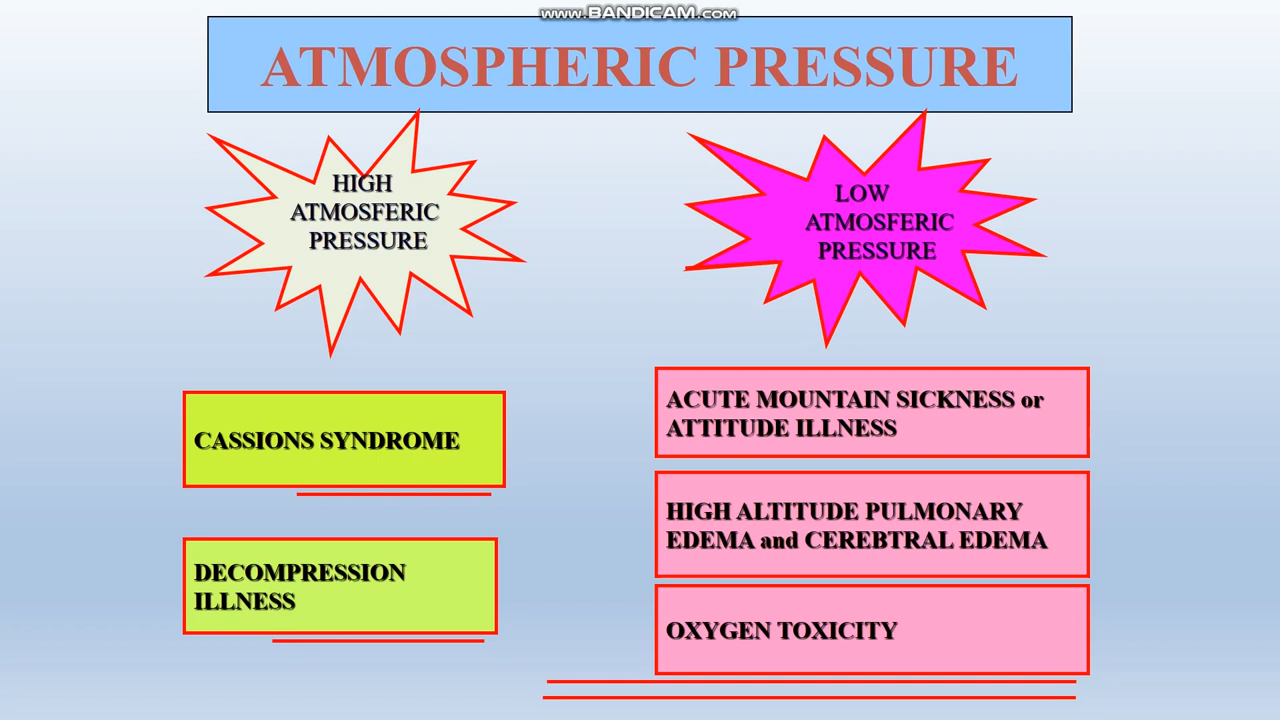 www.BANDICAM.com
ATMOSPHERIC PRESSURE
HIGH
ATMOSFERIC
PRESSURE
LOW
ATMOSFERIC
PRESSURE
CASSIONS SYNDROME
DECOMPRESSION
ILLNESS
ACUTE MOUNTAIN SICKNESS or
ATTITUDE ILLNESS
HIGH ALTITUDE PULMONARY
EDEMA and CEREBTRAL EDEMA
OXYGEN TOXICITY